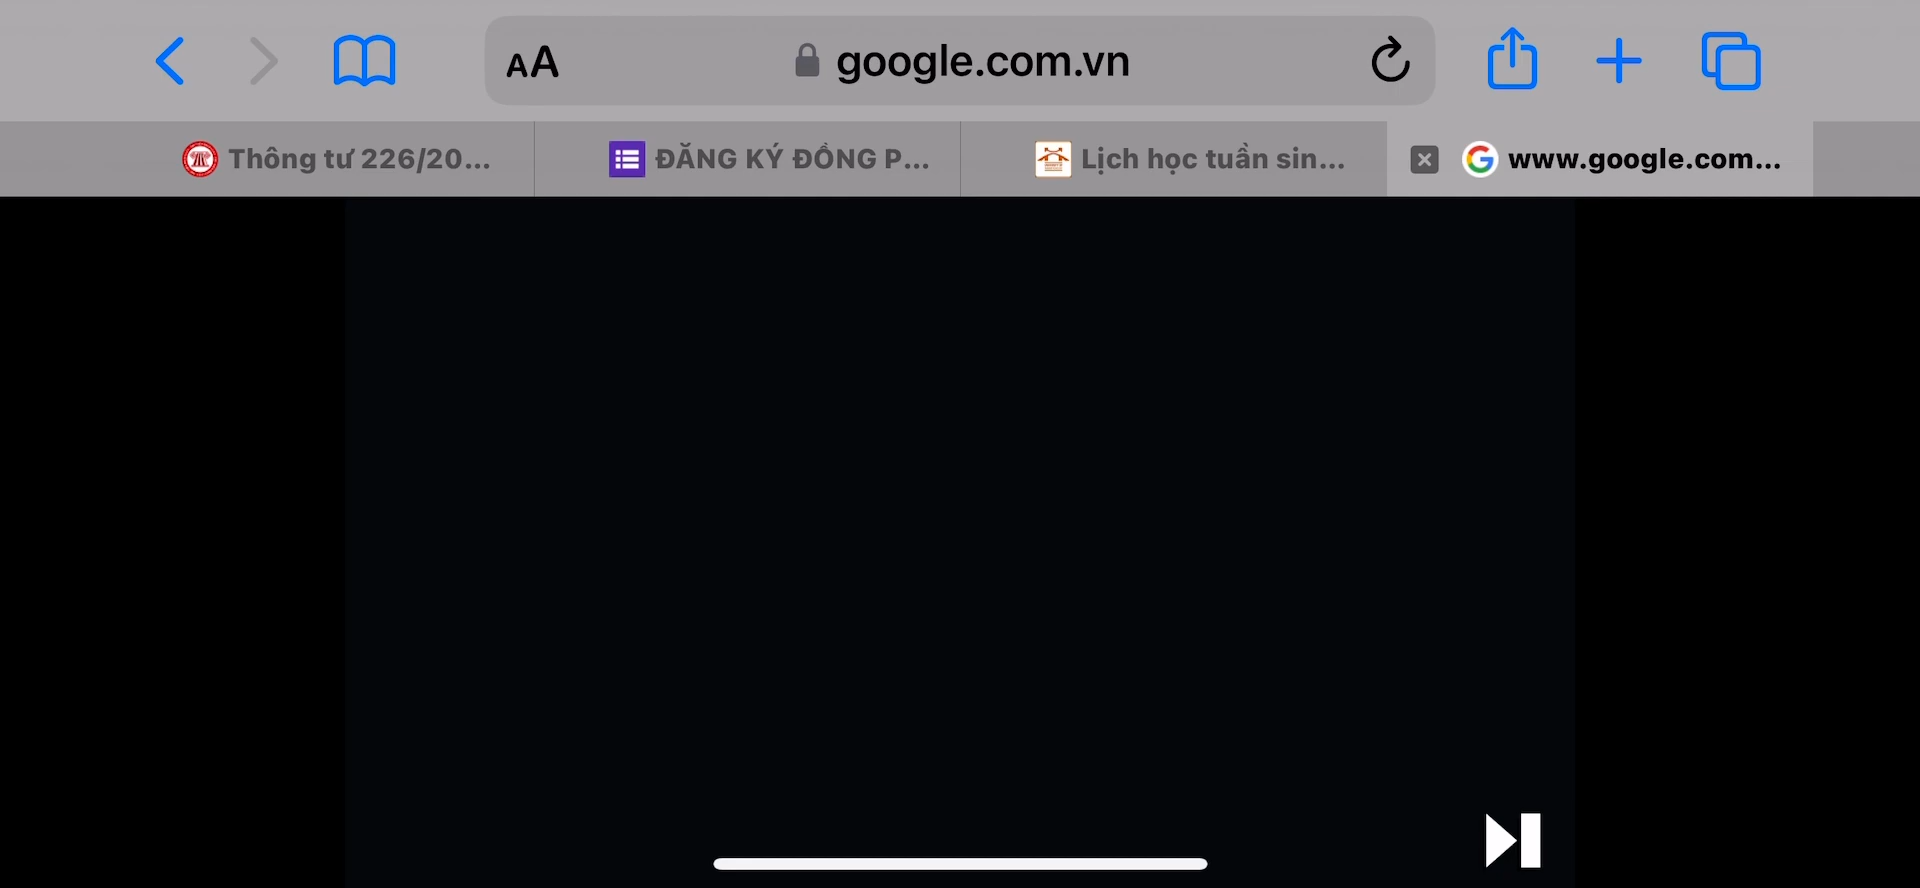 AA
google.com.vn
Thông tư 226/20...
ĐĂNG KÝ ĐỒNG P...
Lịch học tuần sin...
www.google.com...